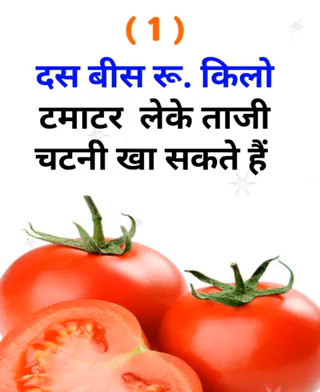 ( 1 )
दस बीस रू. किलो
टमाटर लेके ताजी
चटनी खा सकते हैं